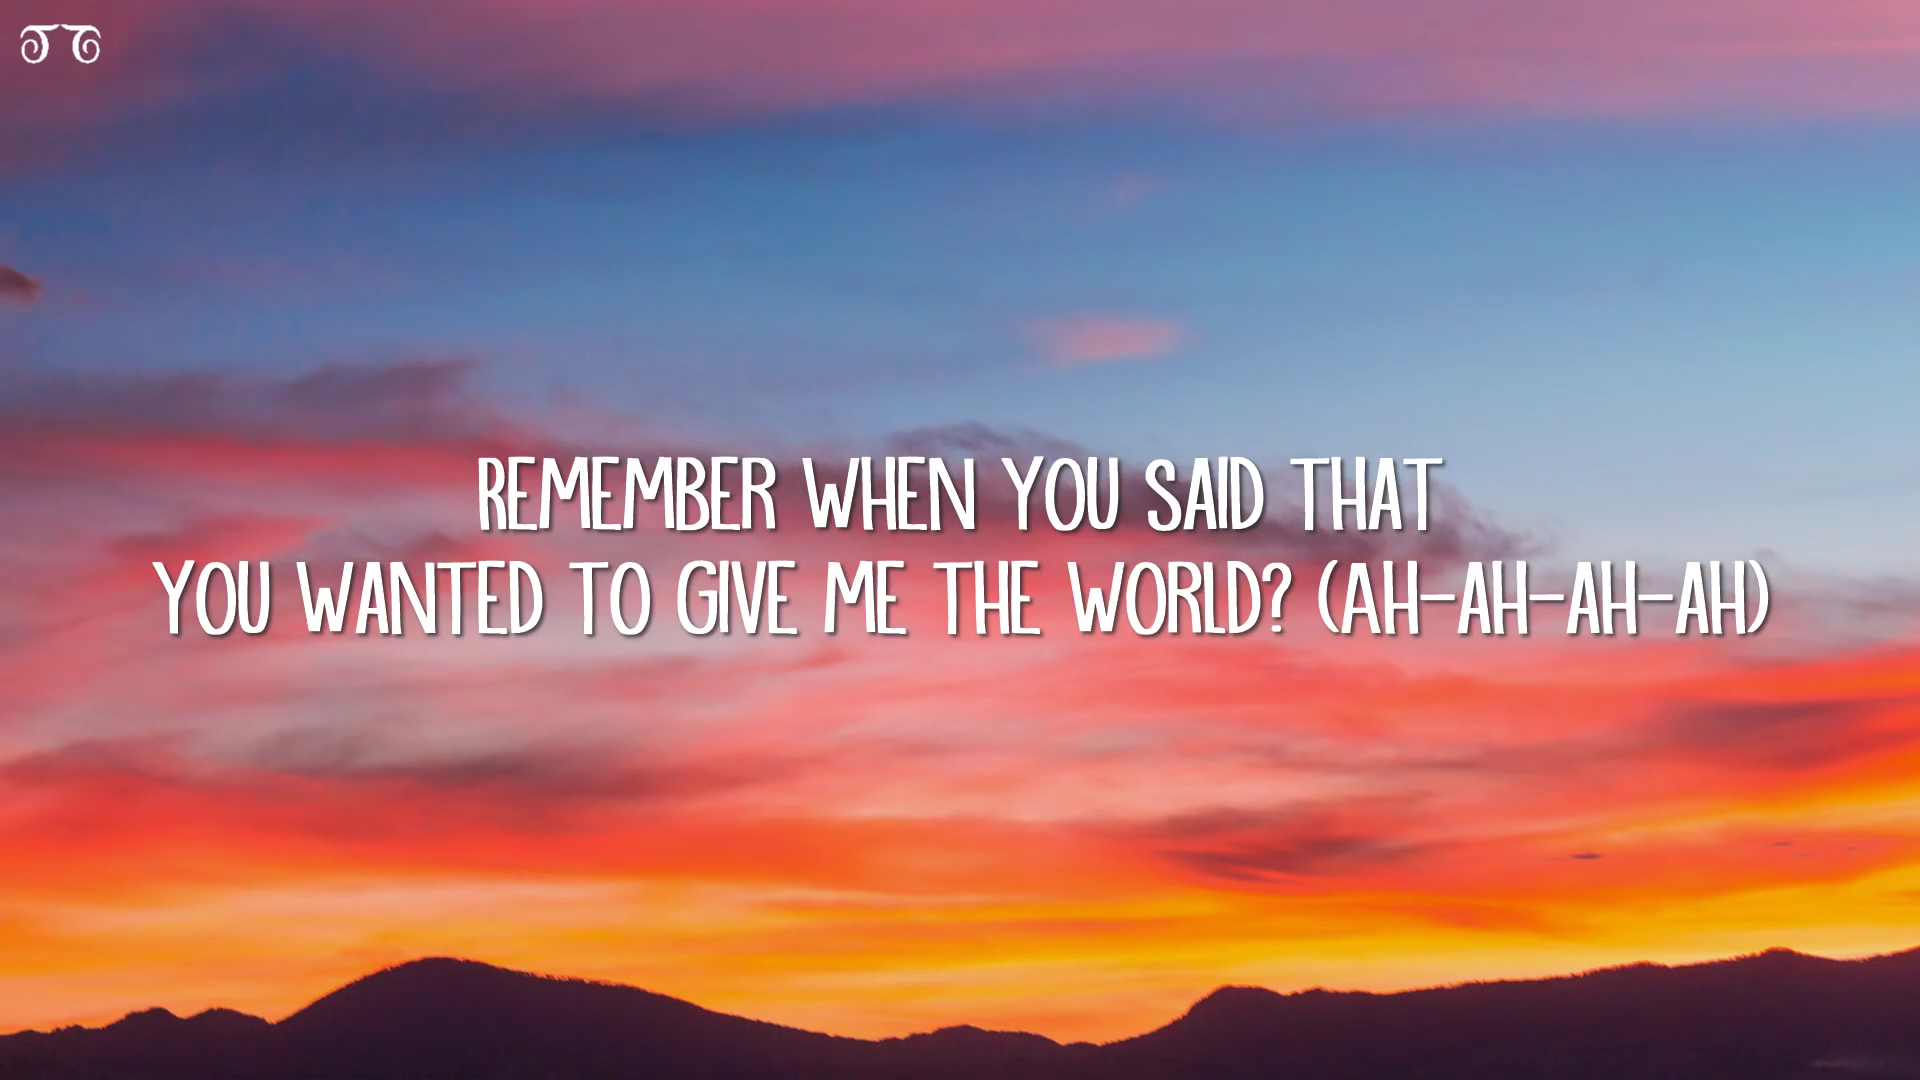 REMEMBER WHEN YOU SAID THAT
YOU WANTED TO GIVE ME THE WORLD? (AH-AH-AH-AH)